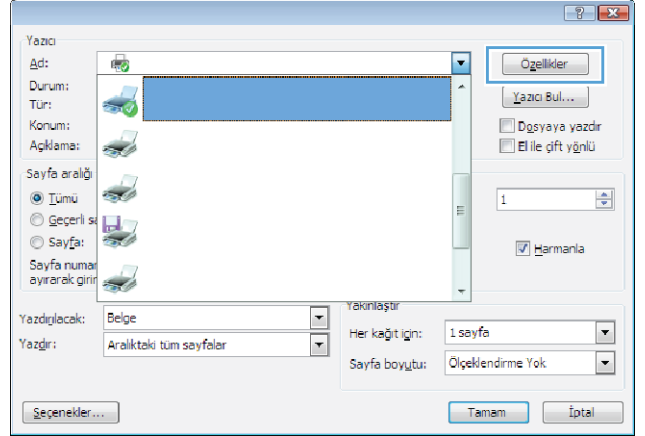 Yazıcı
Ad:
Özellikler
Durum:
Tür:
Yazıcı Bul...
Konum:
Dosyaya yazdır
Açıklama:
El ile çift yönlü
Sayfa aralığı
Tümü
1
Geçerli
Sayfa:
Harmanla
Sayfa
ayırarak
Yakınlaştır
Yazdırılacak:
Belge
Her kağıt için:
1 sayfa
Yazdır:
Aralıktaki tüm sayfalar
Sayfa boyutu:
Ölçeklendirme Yok
Seçenekler...
Tamam
İptal